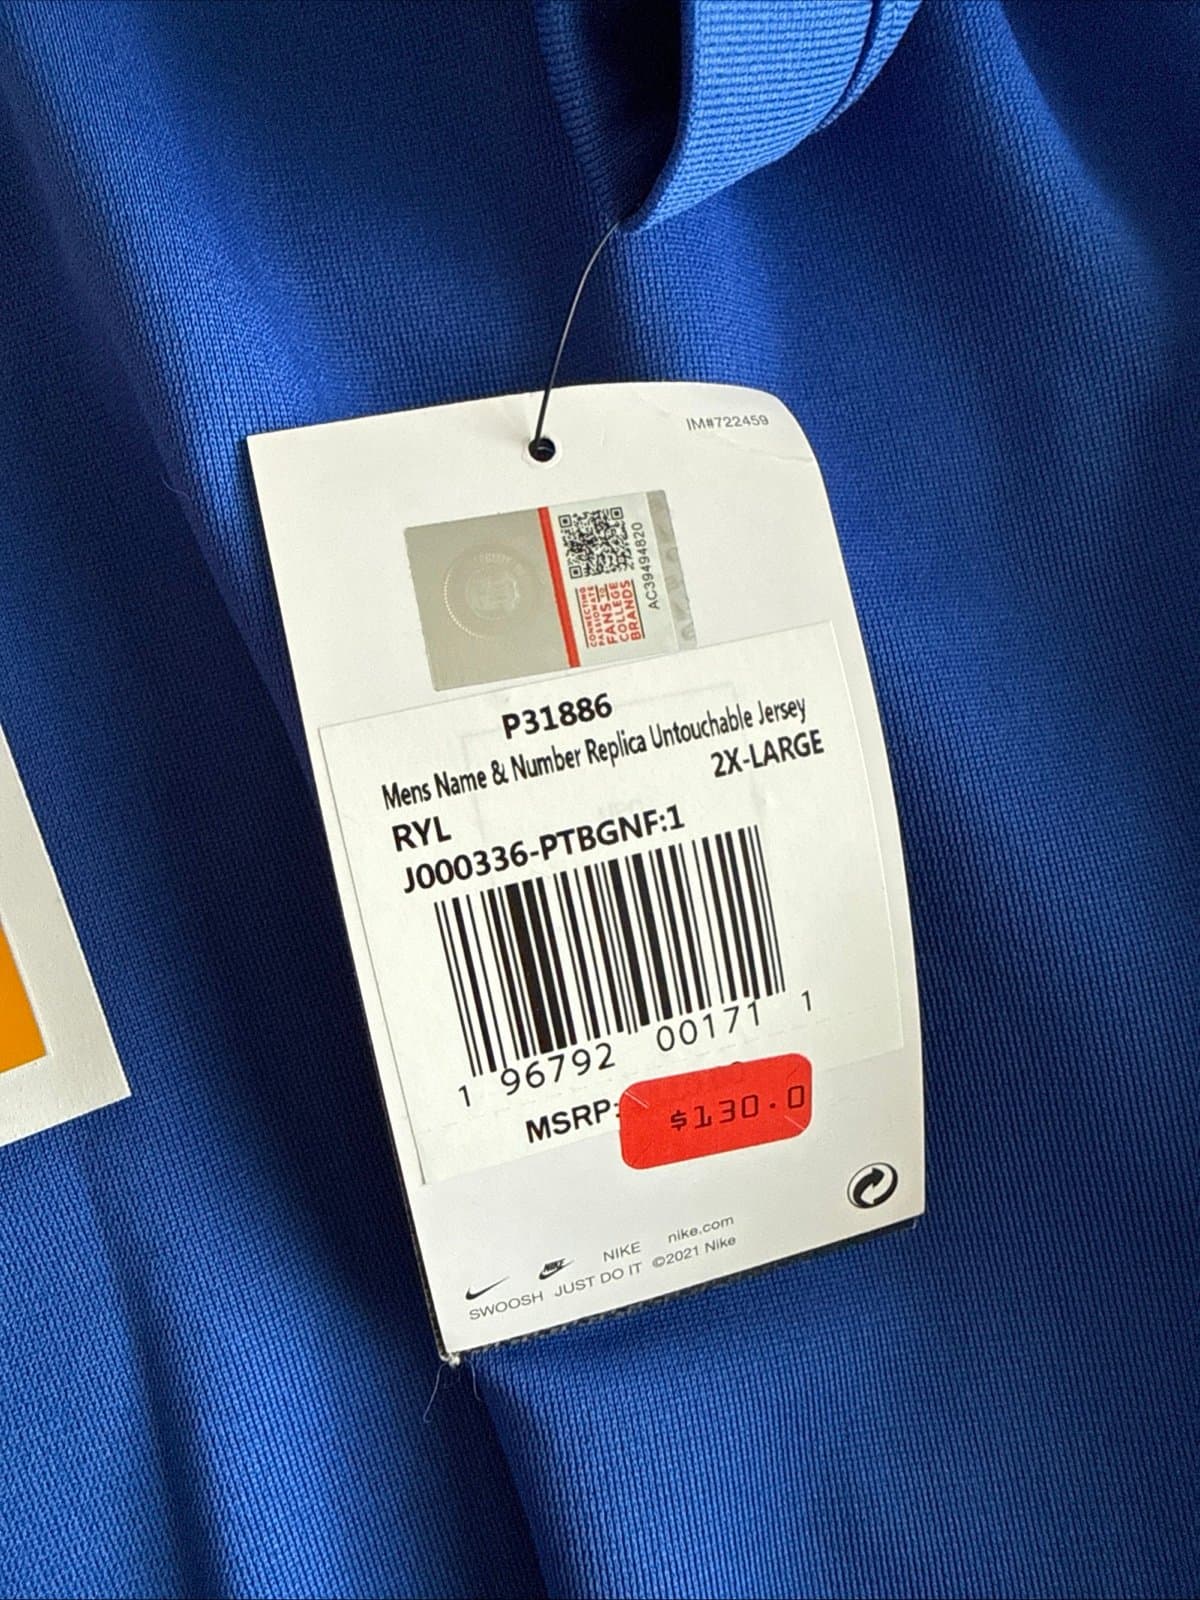 IM#722459
CONNECTING
PASSIONATE
FANS TO
COLLEGE
BRANDS
AC39494820
P31886
Mens Name & Number Replica Untouchable Jersey
2X-LARGE
RYL
J000336-PTBGNF:1
1 96792 00171 1
MSRP: $130.0
NIKE nike.com
SWOOSH JUST DO IT ©2021 Nike